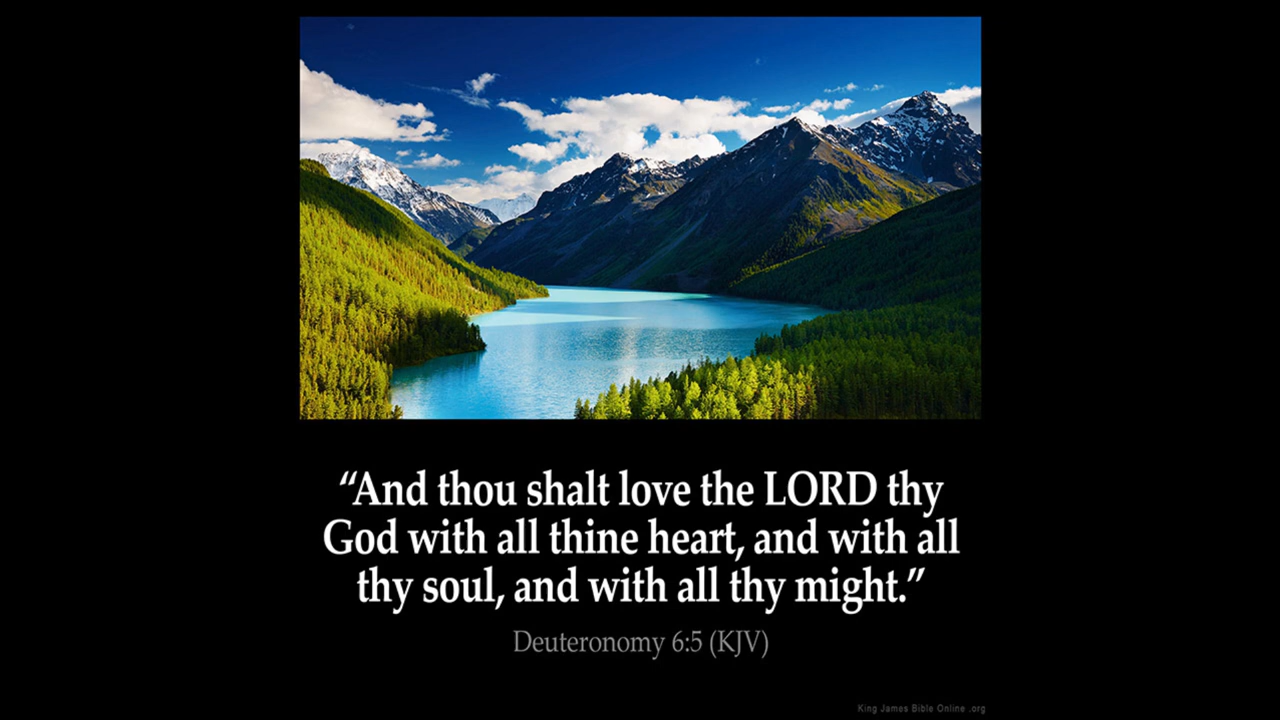 “And thou shalt love the LORD thy
God with all thine heart, and with all
thy soul, and with all thy might.”
Deuteronomy 6:5 (KJV)
King James Bible Online .org